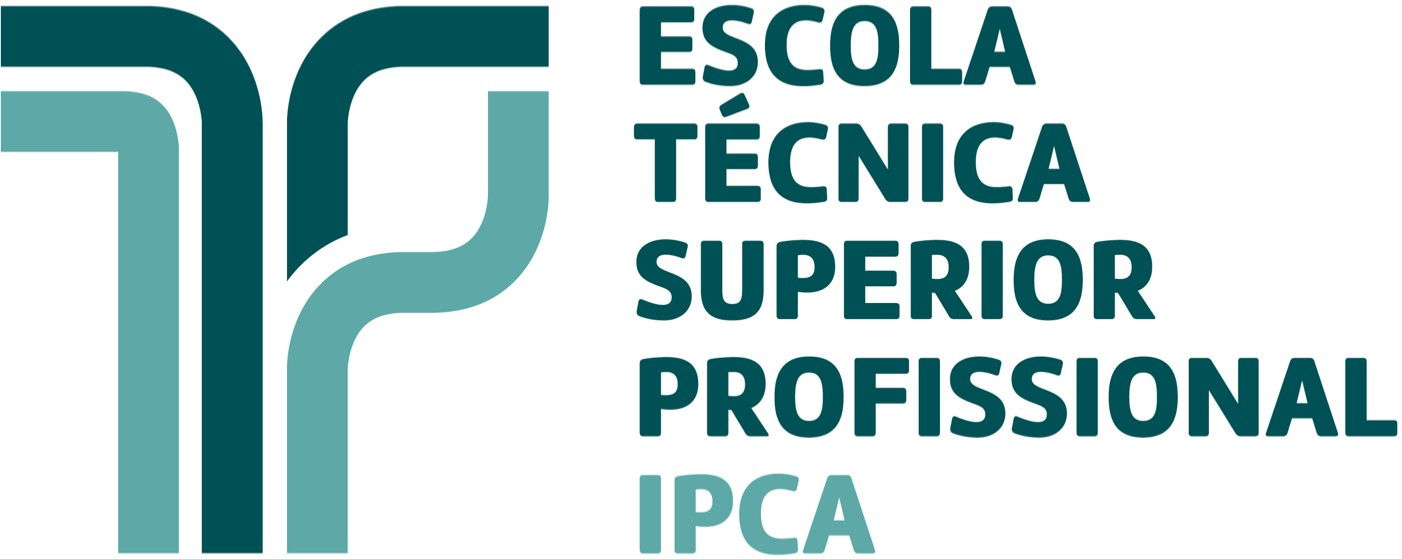 ESCOLA
TÉCNICA
SUPERIOR
PROFISSIONAL
IPCA